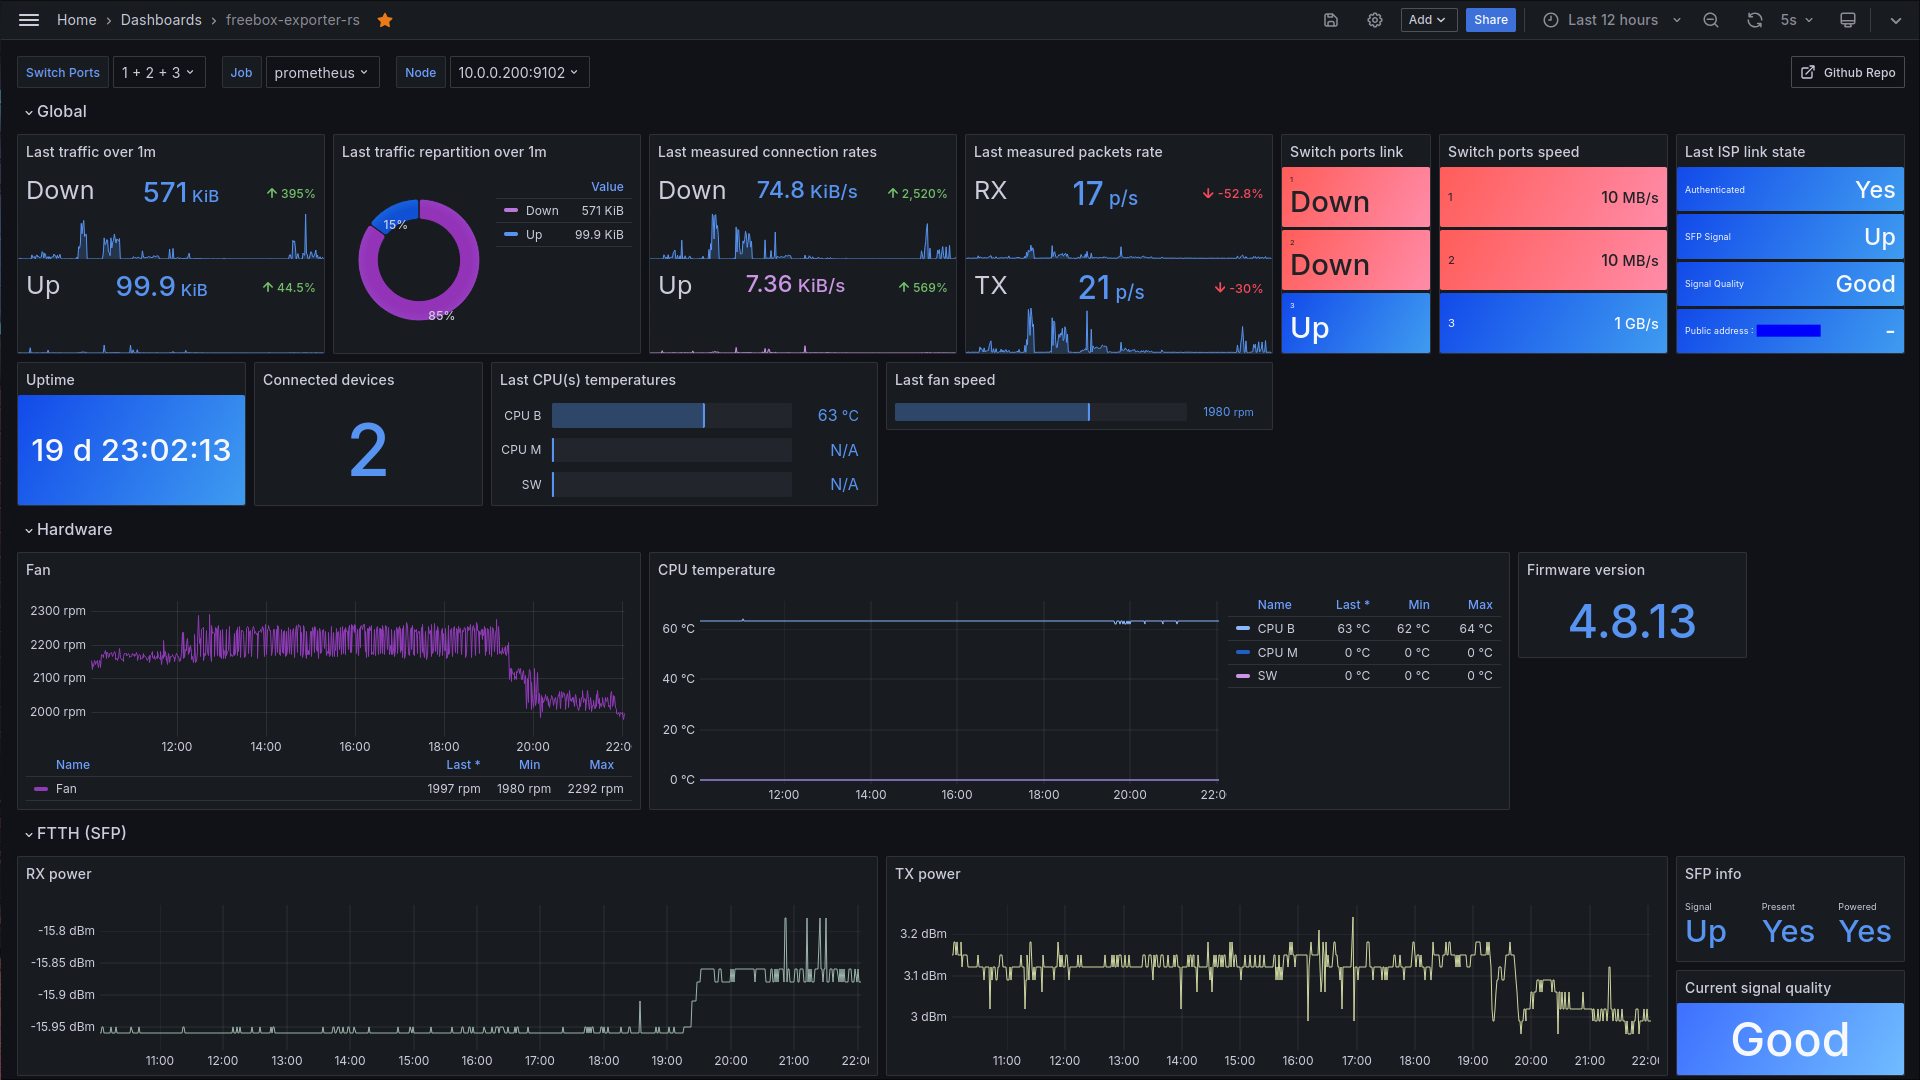 Home › Dashboards › freebox-exporter-rs
Add
Share
Last 12 hours
5s
Switch Ports
1 + 2 + 3
Job
prometheus
Node
10.0.0.200:9102
Github Repo
Global
Last traffic over 1m
Down 571 KiB 395%
Up 99.9 KiB 44.5%
Last traffic repartition over 1m
15%
85%
Value
Down 571 KiB
Up 99.9 KiB
Last measured connection rates
Down 74.8 KiB/s 2,520%
Up 7.36 KiB/s 569%
Last measured packets rate
RX 17 p/s -52.8%
TX 21 p/s -30%
Switch ports link
1
Down
2
Down
3
Up
Switch ports speed
1 10 MB/s
2 10 MB/s
3 1 GB/s
Last ISP link state
Authenticated Yes
SFP Signal Up
Signal Quality Good
Public address : -
Uptime
19 d 23:02:13
Connected devices
2
Last CPU(s) temperatures
CPU B 63 °C
CPU M N/A
SW N/A
Last fan speed
1980 rpm
Hardware
Fan
2300 rpm
2200 rpm
2100 rpm
2000 rpm
12:00 14:00 16:00 18:00 20:00 22:0
Name Last * Min Max
Fan 1997 rpm 1980 rpm 2292 rpm
CPU temperature
60 °C
40 °C
20 °C
0 °C
12:00 14:00 16:00 18:00 20:00 22:0
Name Last * Min Max
CPU B 63 °C 62 °C 64 °C
CPU M 0 °C 0 °C 0 °C
SW 0 °C 0 °C 0 °C
Firmware version
4.8.13
FTTH (SFP)
RX power
-15.8 dBm
-15.85 dBm
-15.9 dBm
-15.95 dBm
11:00 12:00 13:00 14:00 15:00 16:00 17:00 18:00 19:00 20:00 21:00 22:0
TX power
3.2 dBm
3.1 dBm
3 dBm
11:00 12:00 13:00 14:00 15:00 16:00 17:00 18:00 19:00 20:00 21:00 22:0
SFP info
Signal Present Powered
Up Yes Yes
Current signal quality
Good